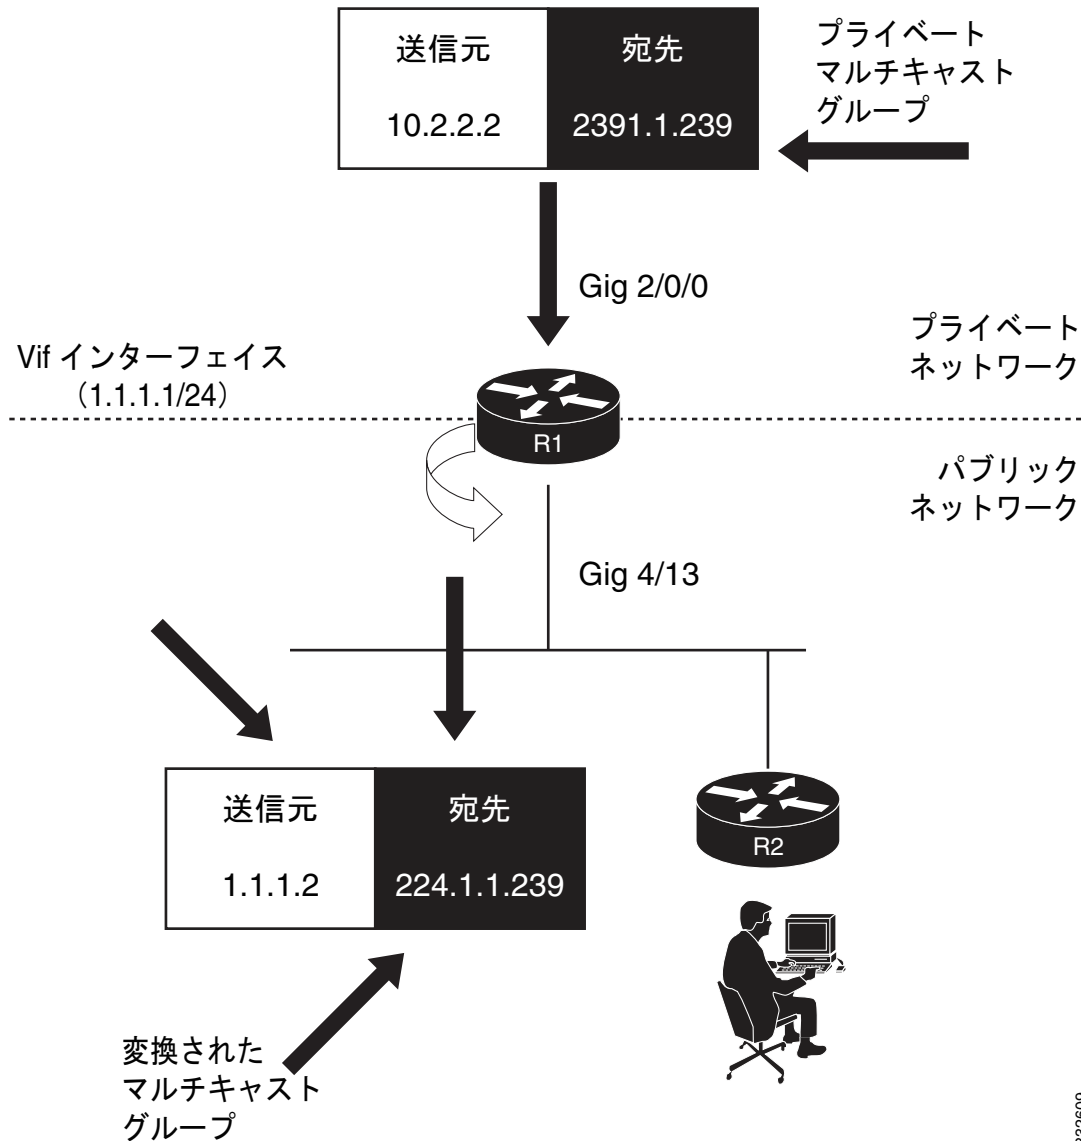 送信元
宛先
10.2.2.2
2391.1.239
プライベート
マルチキャスト
グループ
Gig 2/0/0
Vif インターフェイス
（1.1.1.1/24）
プライベート
ネットワーク
R1
パブリック
ネットワーク
Gig 4/13
送信元
宛先
1.1.1.2
224.1.1.239
R2
変換された
マルチキャスト
グループ